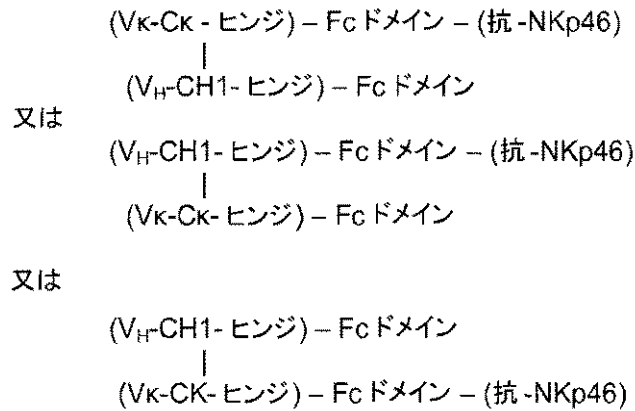 (Vκ-Cκ - ヒンジ) – Fc ドメイン – (抗 -NKp46)
(VH-CH1- ヒンジ) – Fc ドメイン
又は
(VH-CH1- ヒンジ) – Fc ドメイン – (抗 -NKp46)
(Vκ-Cκ- ヒンジ) – Fc ドメイン
又は
(VH-CH1- ヒンジ) – Fc ドメイン
(Vκ-CK- ヒンジ) – Fc ドメイン – (抗 -NKp46)